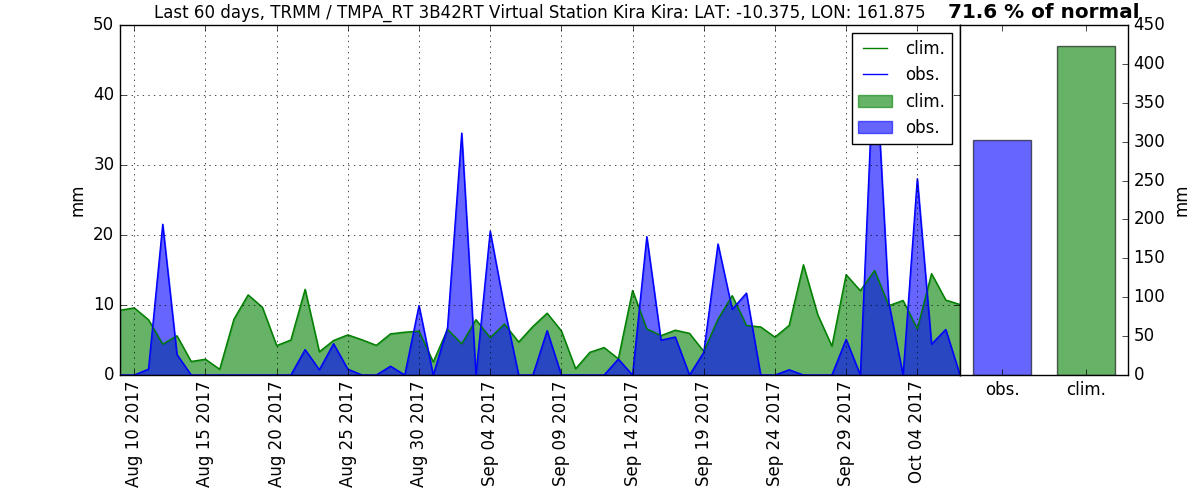 Last 60 days, TRMM / TMPA_RT 3B42RT Virtual Station Kira Kira: LAT: -10.375, LON: 161.875
71.6 % of normal
50
40
30
20
10
0
mm
clim.
obs.
clim.
obs.
Aug 10 2017
Aug 15 2017
Aug 20 2017
Aug 25 2017
Aug 30 2017
Sep 04 2017
Sep 09 2017
Sep 14 2017
Sep 19 2017
Sep 24 2017
Sep 29 2017
Oct 04 2017
450
400
350
300
250
200
150
100
50
0
mm
obs.
clim.